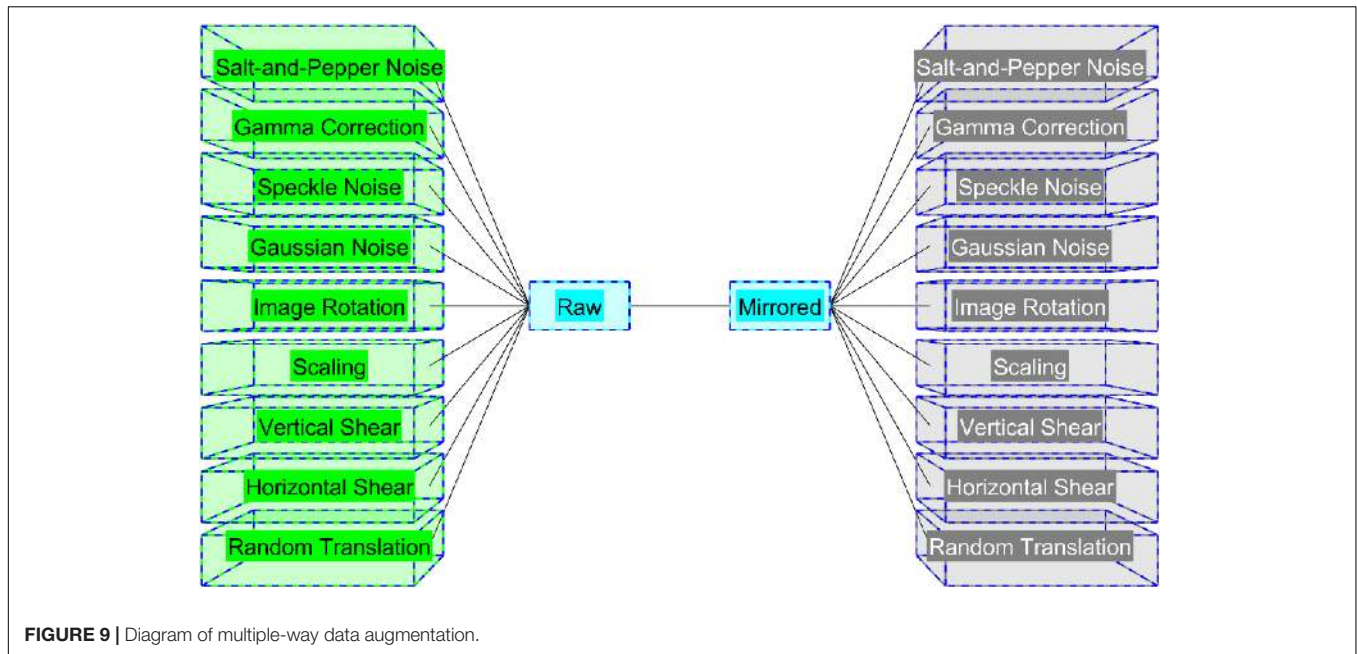 Salt-and-Pepper Noise
Gamma Correction
Speckle Noise
Gaussian Noise
Image Rotation
Scaling
Vertical Shear
Horizontal Shear
Random Translation
Raw
Mirrored
Salt-and-Pepper Noise
Gamma Correction
Speckle Noise
Gaussian Noise
Image Rotation
Scaling
Vertical Shear
Horizontal Shear
Random Translation
FIGURE 9 | Diagram of multiple-way data augmentation.